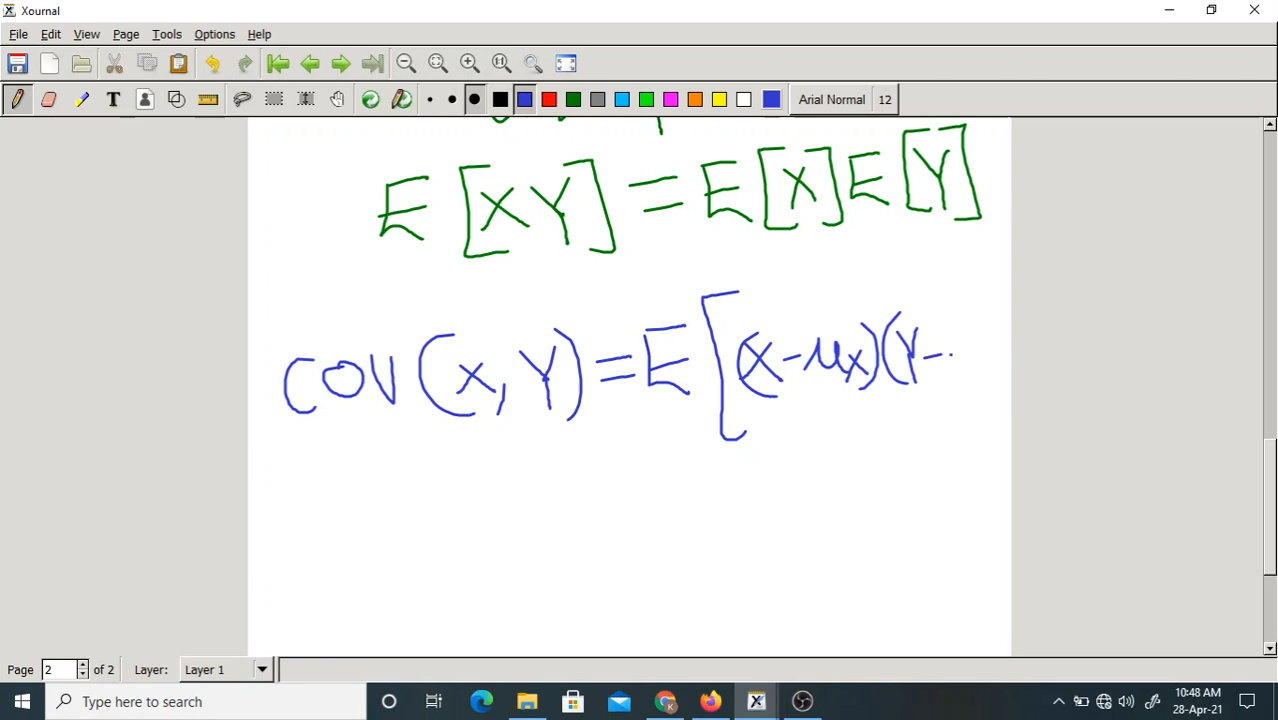 Xournal
File Edit View Page Tools Options Help
Arial Normal 12
E[XY] = E[X]E[Y]
COV(X,Y) = E[(X-μx)(Y-
Page 2 of 2 Layer: Layer 1
Type here to search
10:48 AM
28-Apr-21